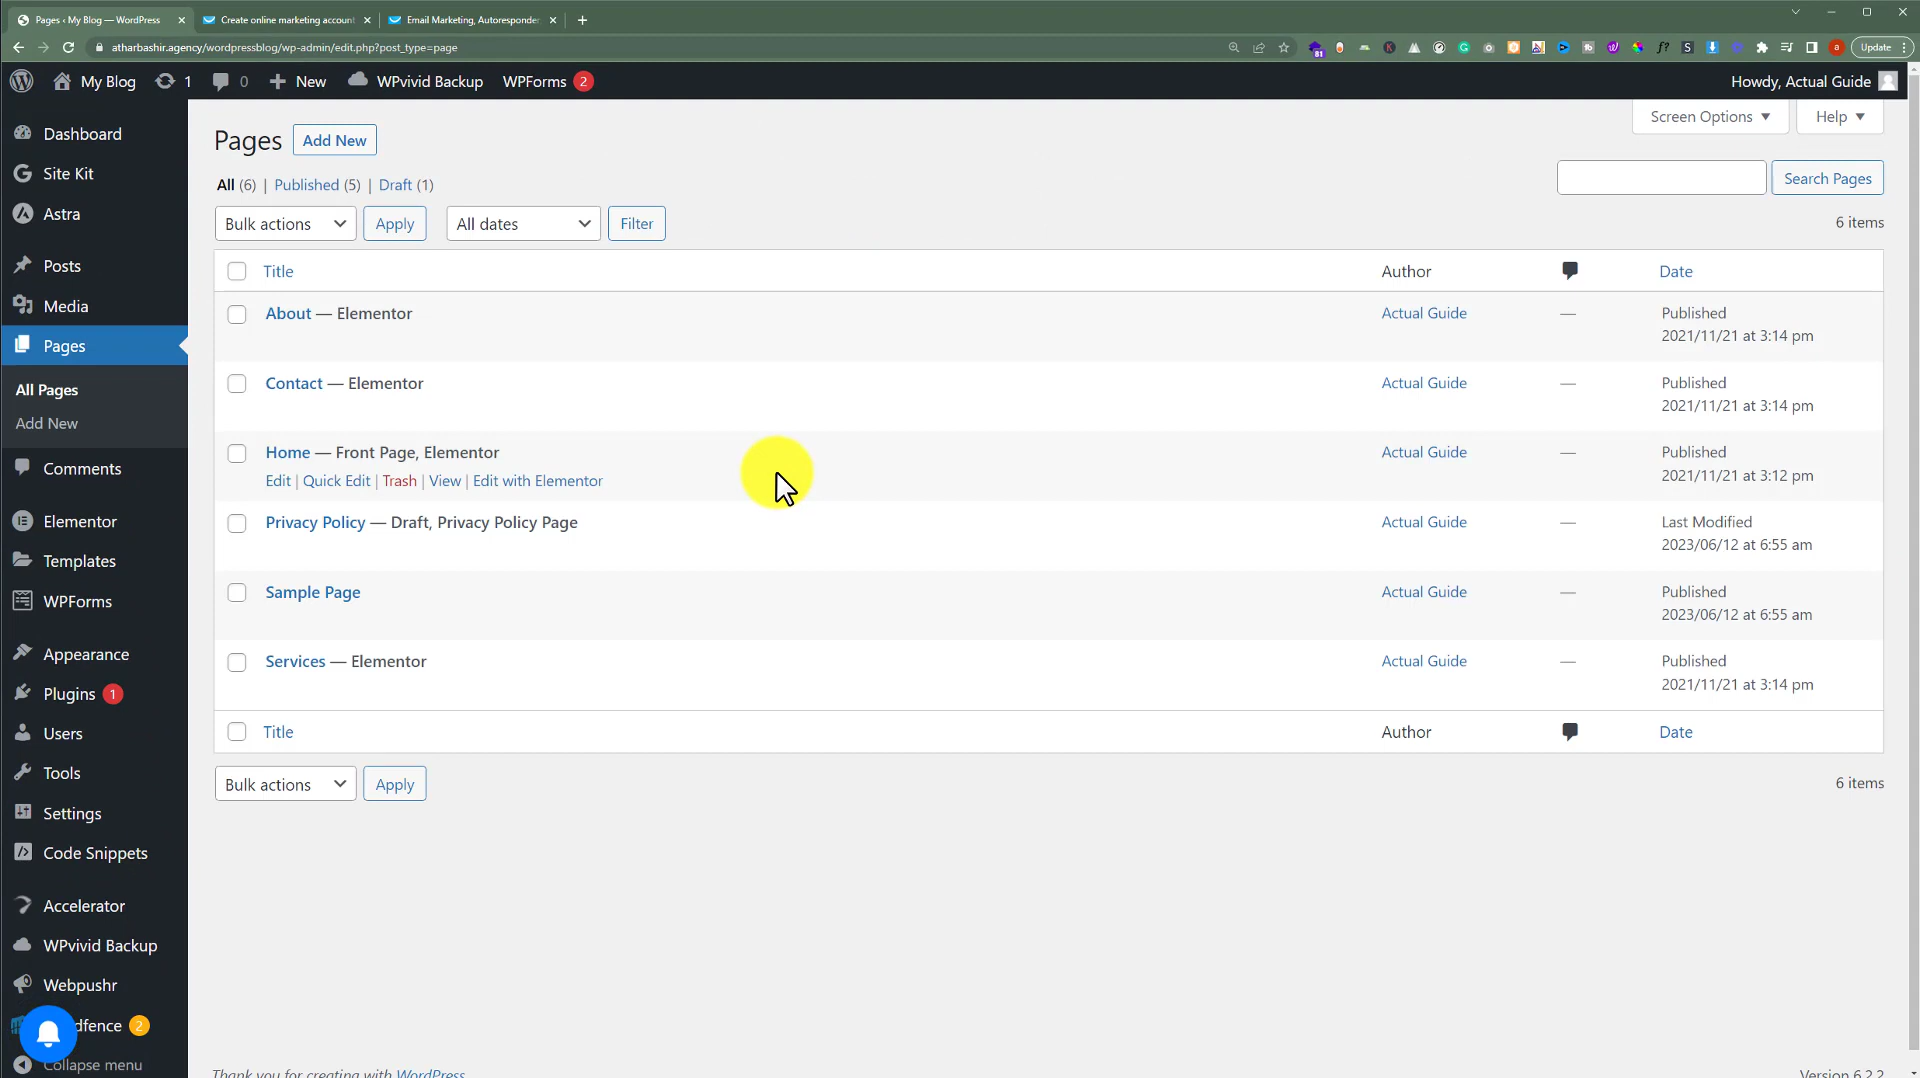 Pages ‹ My Blog — WordPress
Create online marketing account
Email Marketing, Autoresponder,
atharbashir.agency/wordpressblog/wp-admin/edit.php?post_type=page
Update
My Blog
1
0
New
WPvivid Backup
WPForms 2
Howdy, Actual Guide
Dashboard
Site Kit
Astra
Posts
Media
Pages
All Pages
Add New
Comments
Elementor
Templates
WPForms
Appearance
Plugins 1
Users
Tools
Settings
Code Snippets
Accelerator
WPvivid Backup
Webpushr
dfence 2
Collapse menu
Screen Options
Help
Pages
Add New
All (6) | Published (5) | Draft (1)
Search Pages
Bulk actions
Apply
All dates
Filter
6 items
Title
Author
Date
About — Elementor
Actual Guide
—
Published
2021/11/21 at 3:14 pm
Contact — Elementor
Actual Guide
—
Published
2021/11/21 at 3:14 pm
Home — Front Page, Elementor
Edit | Quick Edit | Trash | View | Edit with Elementor
Actual Guide
—
Published
2021/11/21 at 3:12 pm
Privacy Policy — Draft, Privacy Policy Page
Actual Guide
—
Last Modified
2023/06/12 at 6:55 am
Sample Page
Actual Guide
—
Published
2023/06/12 at 6:55 am
Services — Elementor
Actual Guide
—
Published
2021/11/21 at 3:14 pm
Title
Author
Date
Bulk actions
Apply
6 items
Thank you for creating with WordPress
Version 6.2.2